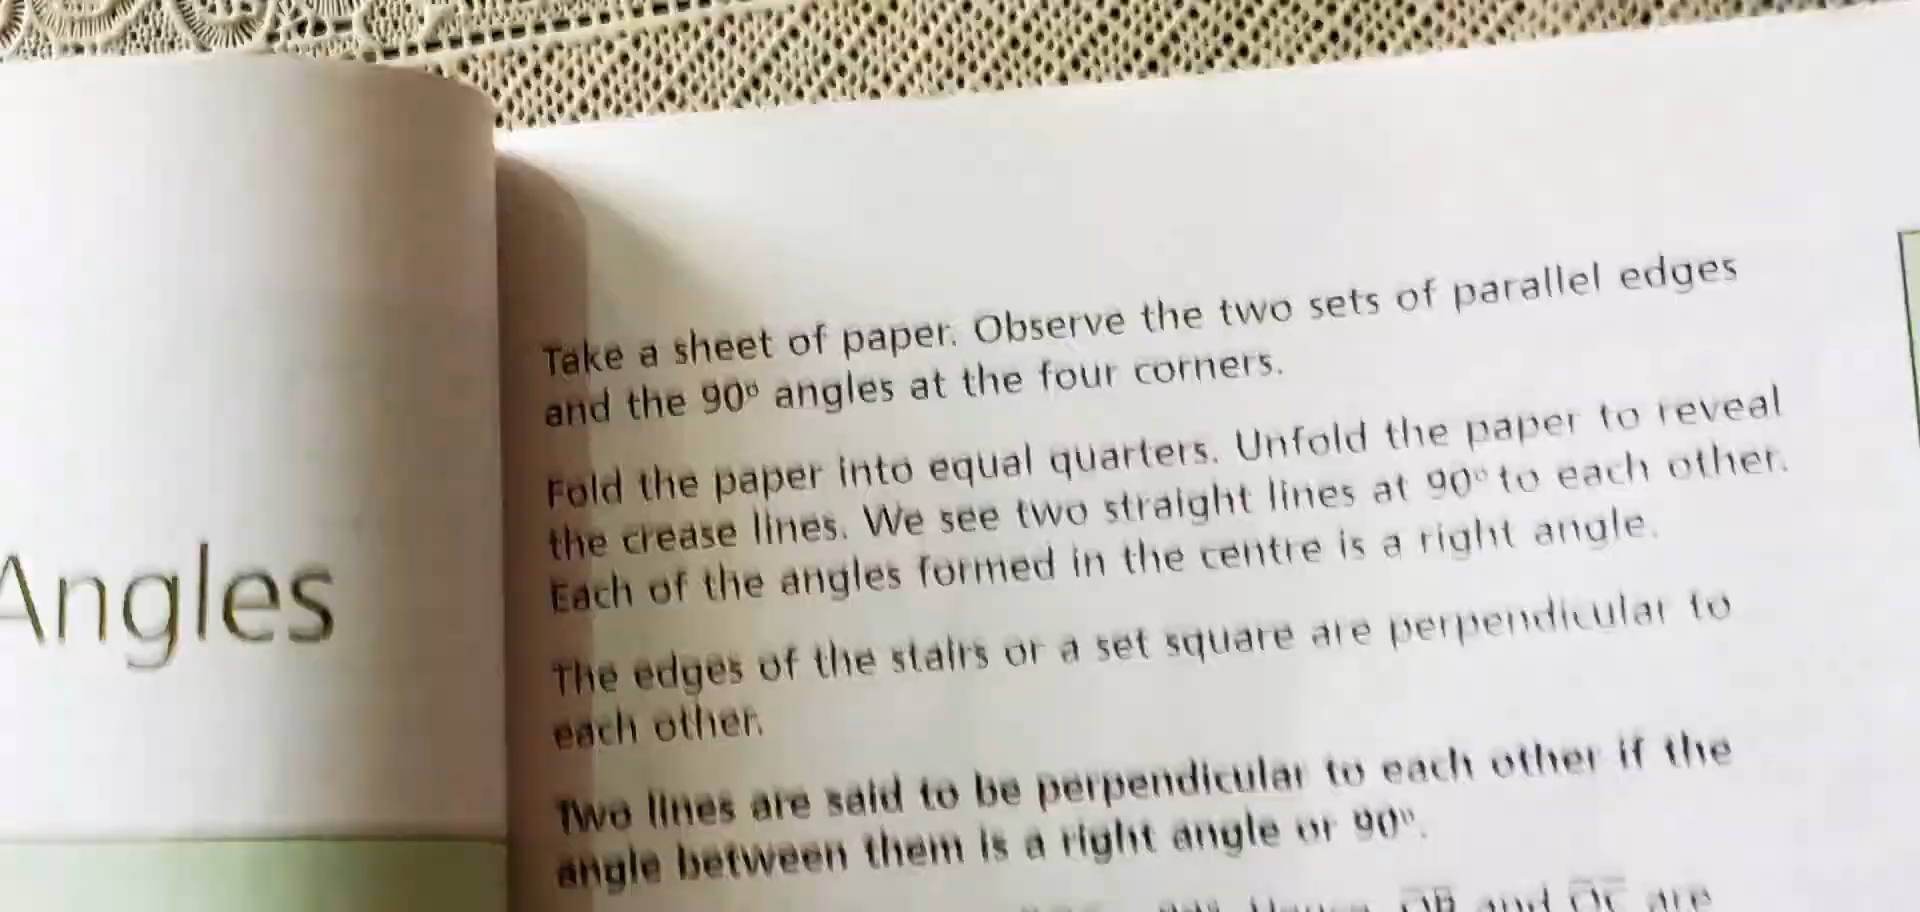 Angles
Take a sheet of paper. Observe the two sets of parallel edges
and the 90° angles at the four corners.
Fold the paper into equal quarters. Unfold the paper to reveal
the crease lines. We see two straight lines at 90° to each other.
Each of the angles formed in the centre is a right angle.
The edges of the stairs or a set square are perpendicular to
each other.
Two lines are said to be perpendicular to each other if the
angle between them is a right angle or 90°.
OB and OC are